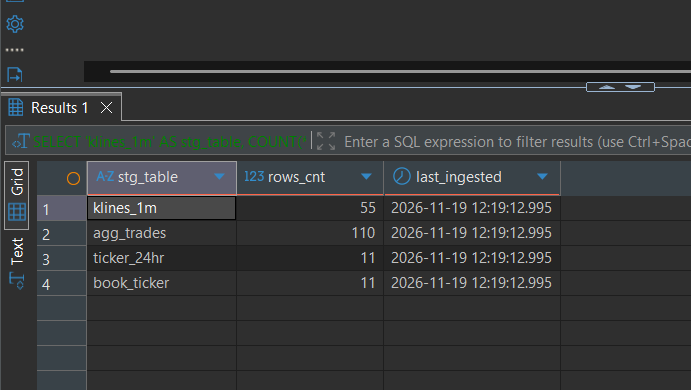 Results 1
SELECT 'klines_1m' AS stg_table, COUNT(*
Enter a SQL expression to filter results (use Ctrl+Spac
Grid
Text
A-Z stg_table 123 rows_cnt last_ingested
1 klines_1m 55 2026-11-19 12:19:12.995
2 agg_trades 110 2026-11-19 12:19:12.995
3 ticker_24hr 11 2026-11-19 12:19:12.995
4 book_ticker 11 2026-11-19 12:19:12.995